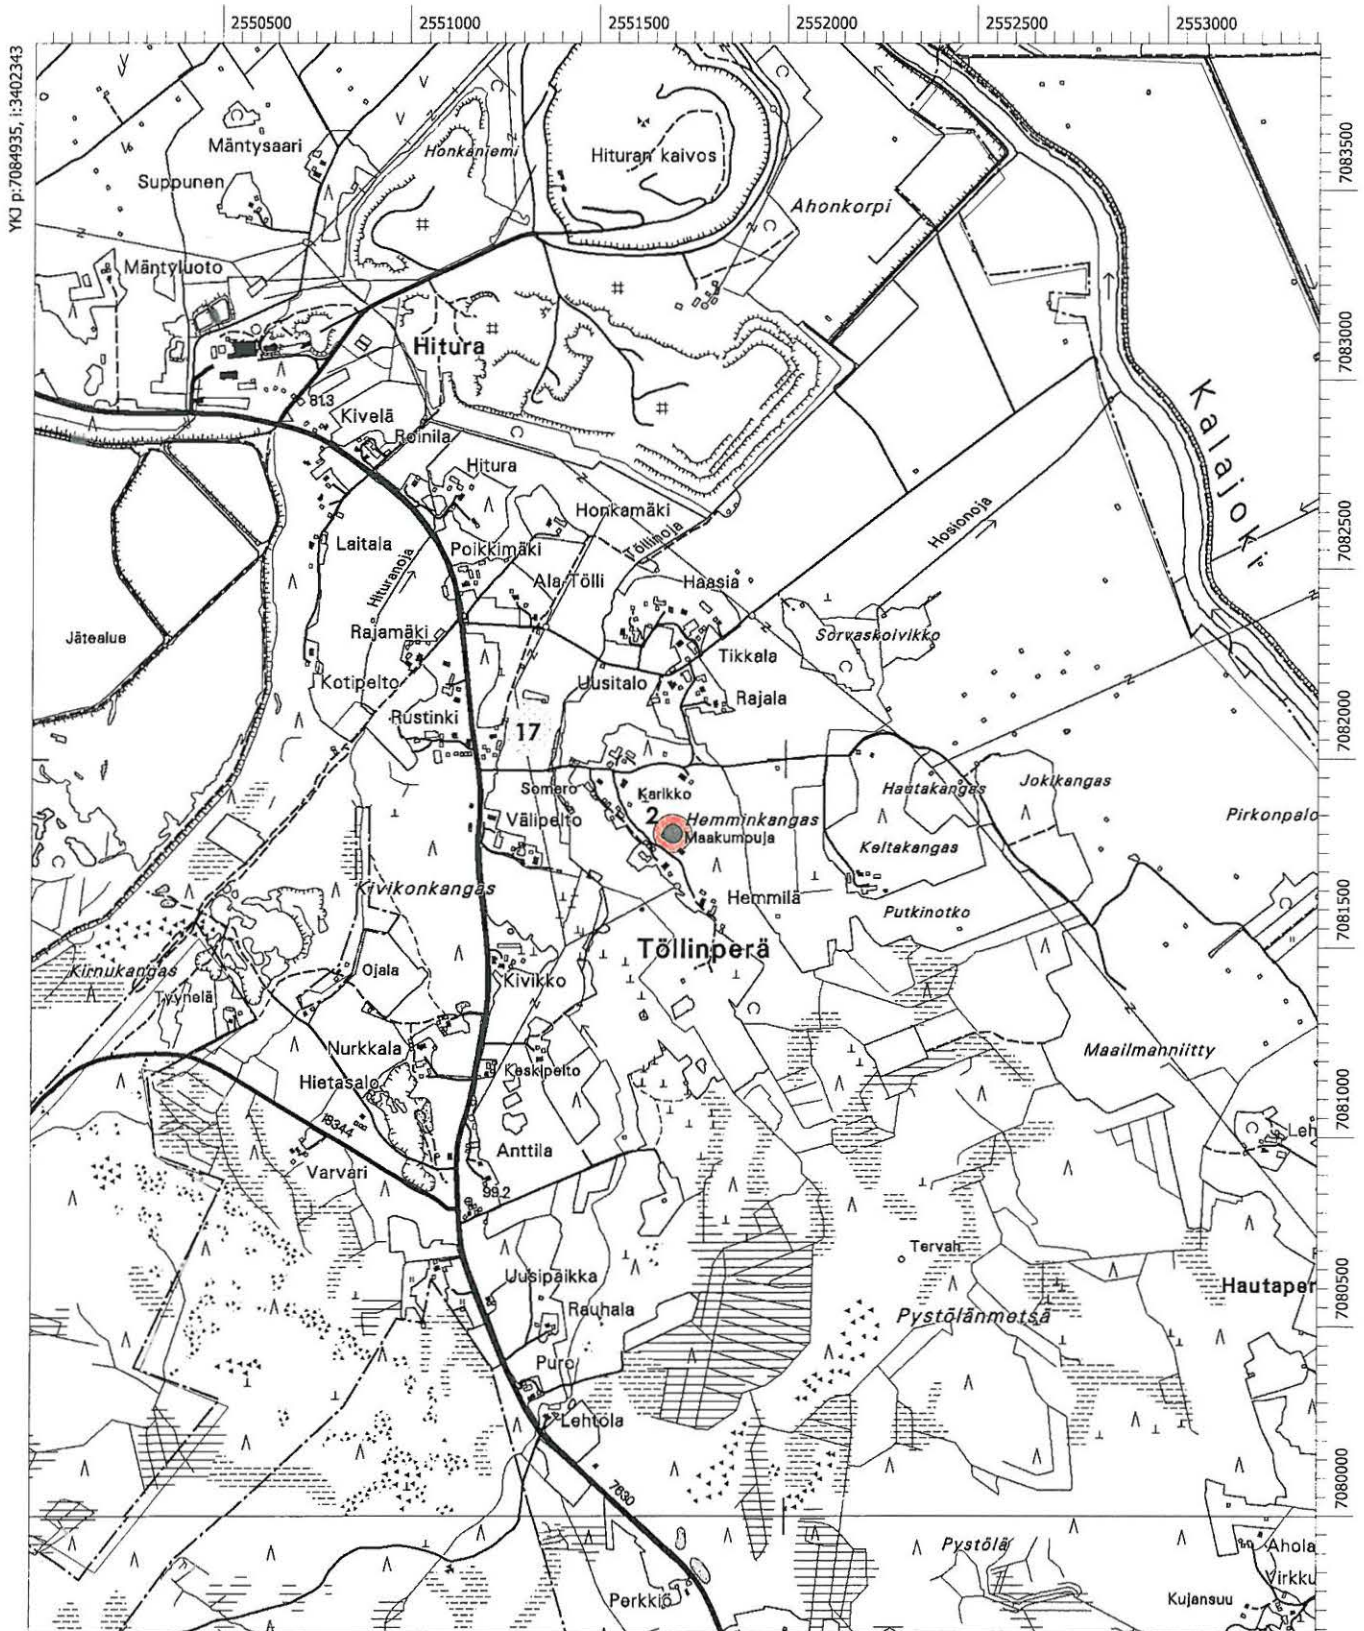 2550500
2551000
2551500
2552000
2552500
2553000
YKJ p:7084935, i:3402343
7083500
7083000
7082500
7082000
7081500
7081000
7080500
7080000
Mäntysaari
Honkaniemi
Hituran kaivos
Suppunen
Ahonkorpi
Mäntyluoto
Hitura
81.3
Kivelä
Roinila
Kalajoki
Hitura
Honkamäki
Töllinoja
Hosionoja
Laitala
Poikkimäki
Hituranoja
Ala-Tölli
Haasia
Jätealue
Rajamäki
Sorvaskoivikko
Tikkala
Kotipelto
Uusitalo
Rajala
Rustinki
17
Somero
Karikko
Hautakangas
Jokikangas
Välipelto
2
Hemminkangas
Pirkonpalo
Maakumpuja
Keltakangas
Kivikonkangas
Hemmilä
Putkinotko
Töllinperä
Kirnukangas
Ojala
Kivikko
Tyynelä
Nurkkala
Maailmanniitty
Hietasalo
Keskipelto
18344
Leh
Anttila
Varvari
99.2
Tervah.
Uusipaikka
Hautaper
Rauhala
Pystölänmetsä
Puro
Lehtola
7630
Pystölä
Ahola
Virkku
Perkkiö
Kujansuu